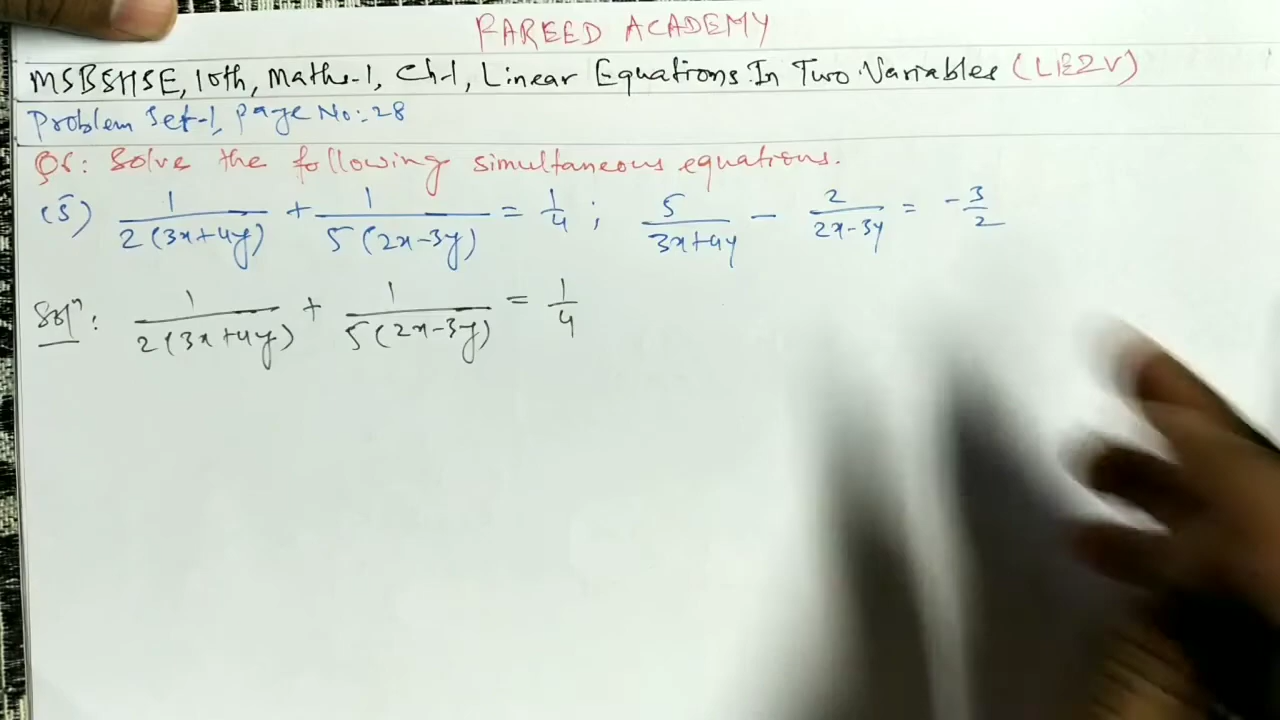 FAREED ACADEMY
MSBSHSE, 10th, Maths-1, Ch-1, Linear Equations In Two Variables (LE2V)
Problem Set-1, Page No:-28
Q6: Solve the following simultaneous equations.
(5) 1/2(3x+4y) + 1/5(2x-3y) = 1/4 ; 5/3x+4y - 2/2x-3y = -3/2
Solⁿ: 1/2(3x+4y) + 1/5(2x-3y) = 1/4